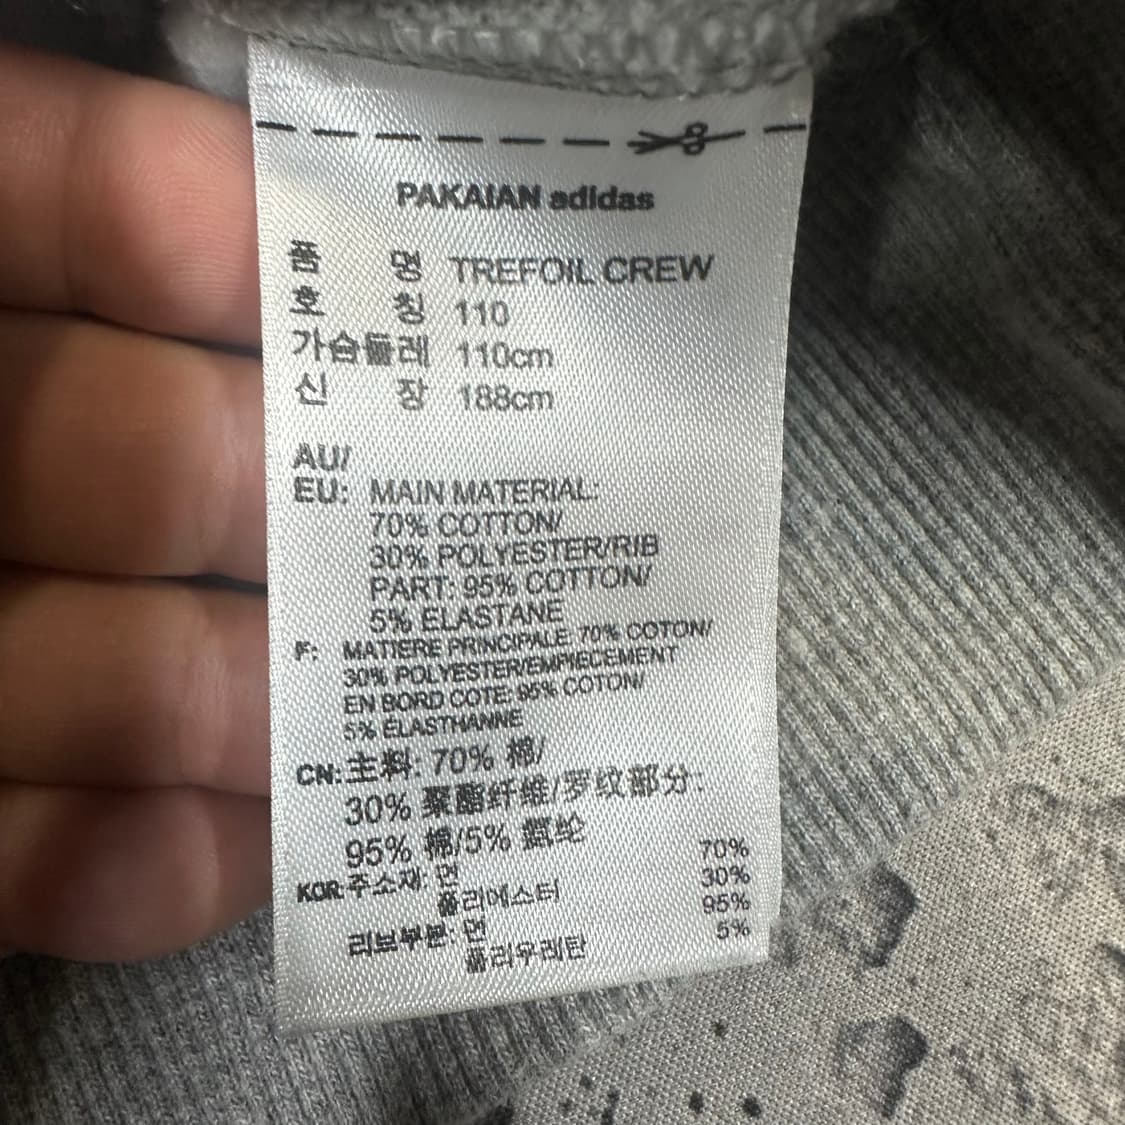 PAKAIAN adidas
품 명 TREFOIL CREW
호 칭 110
가슴둘레 110cm
신 장 188cm
AU/
EU: MAIN MATERIAL:
70% COTTON/
30% POLYESTER/RIB
PART: 95% COTTON/
5% ELASTANE
F: MATIERE PRINCIPALE: 70% COTON/
30% POLYESTER/EMPIECEMENT
EN BORD COTE: 95% COTON/
5% ELASTHANNE
CN: 主料: 70% 棉/
30% 聚酯纤维/罗纹部分:
95% 棉/5% 氨纶
KOR: 주소재: 면 70%
폴리에스터 30%
리브부분: 면 95%
폴리우레탄 5%